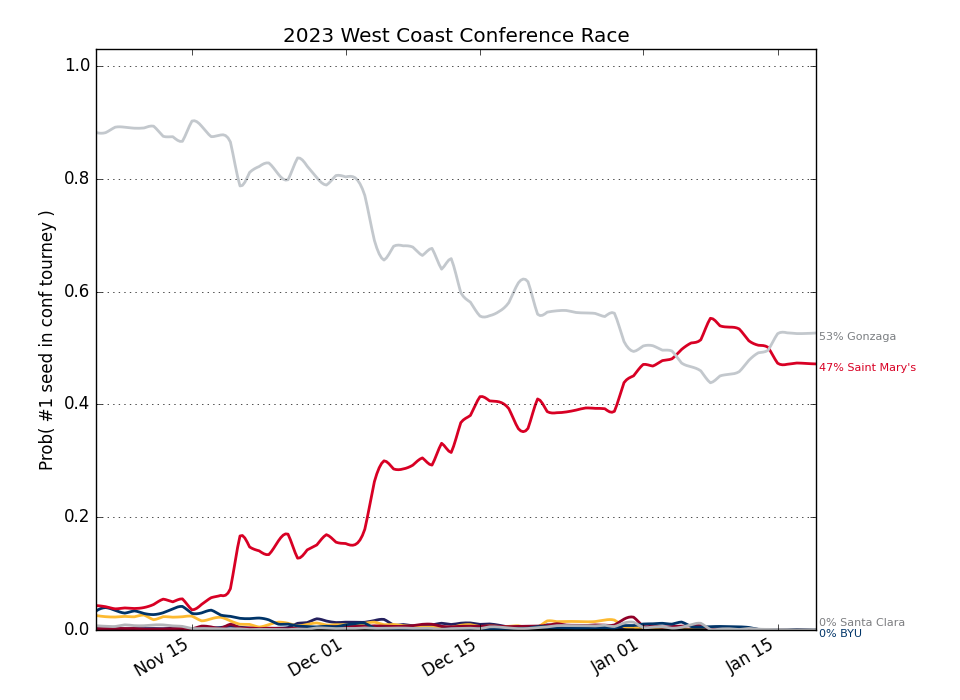 2023 West Coast Conference Race
Prob( #1 seed in conf tourney )
1.0
0.8
0.6
0.4
0.2
0.0
Nov 15
Dec 01
Dec 15
Jan 01
Jan 15
53% Gonzaga
47% Saint Mary's
0% Santa Clara
0% BYU